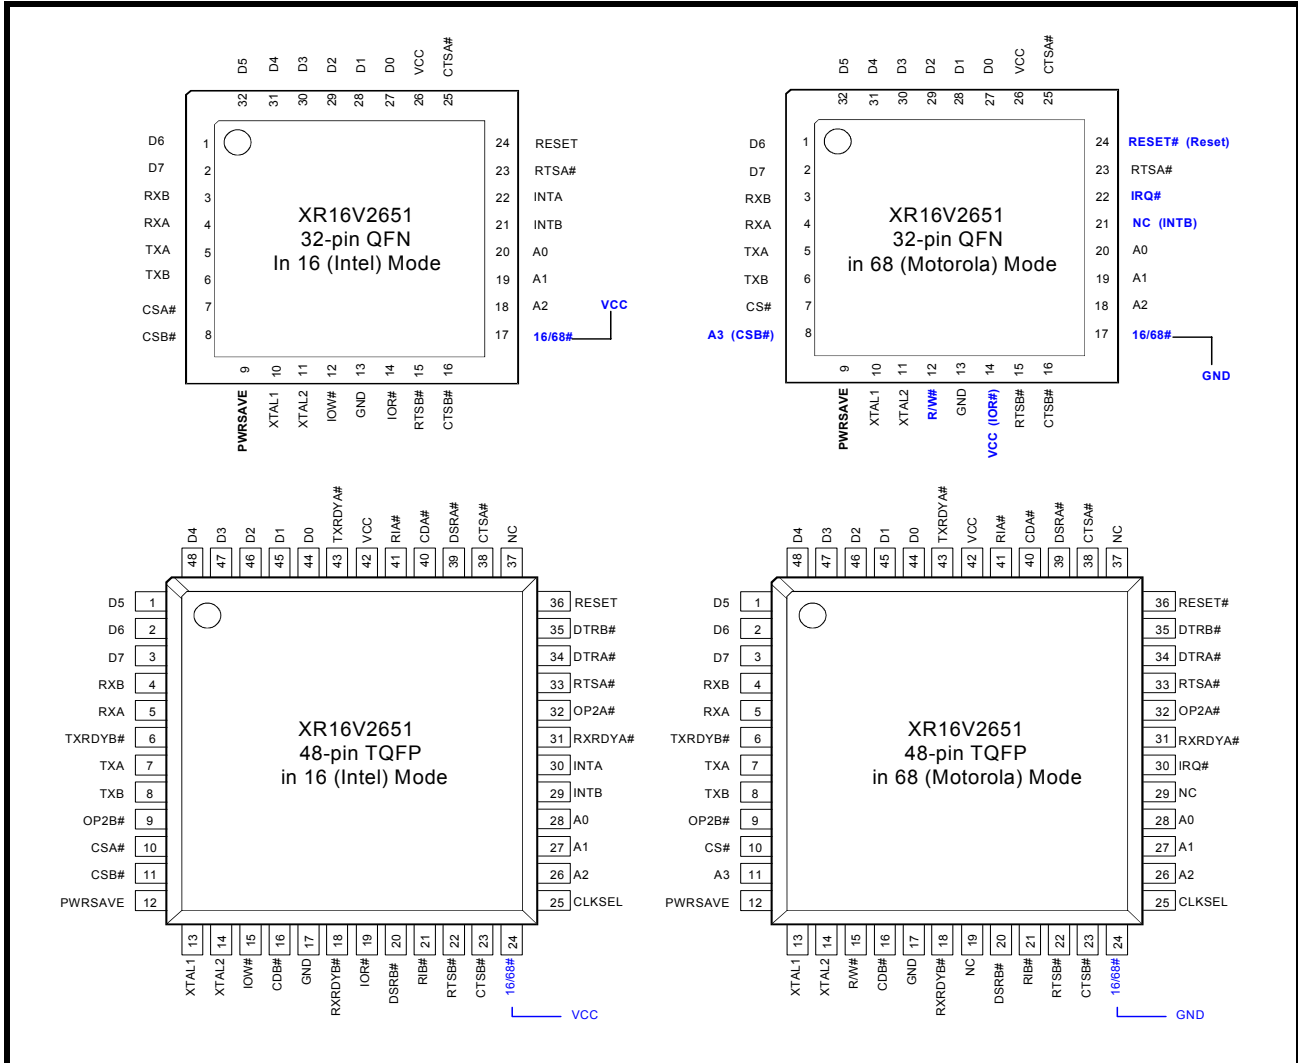 D5 D4 D3 D2 D1 D0 VCC CTSA#
32 31 30 29 28 27 26 25
D6 1 24 RESET
D7 2 23 RTSA#
RXB 3 22 INTA
RXA 4 21 INTB
TXA 5 20 A0
TXB 6 19 A1
CSA# 7 18 A2
CSB# 8 17 16/68#
VCC
XR16V2651
32-pin QFN
In 16 (Intel) Mode
9 10 11 12 13 14 15 16
PWRSAVE XTAL1 XTAL2 IOW# GND IOR# RTSB# CTSB#
D5 D4 D3 D2 D1 D0 VCC CTSA#
32 31 30 29 28 27 26 25
D6 1 24 RESET# (Reset)
D7 2 23 RTSA#
RXB 3 22 IRQ#
RXA 4 21 NC (INTB)
TXA 5 20 A0
TXB 6 19 A1
CS# 7 18 A2
A3 (CSB#) 8 17 16/68#
GND
XR16V2651
32-pin QFN
in 68 (Motorola) Mode
9 10 11 12 13 14 15 16
PWRSAVE XTAL1 XTAL2 R/W# GND VCC (IOR#) RTSB# CTSB#
D4 D3 D2 D1 D0 TXRDYA# VCC RIA# CDA# DSRA# CTSA# NC
48 47 46 45 44 43 42 41 40 39 38 37
D5 1 36 RESET
D6 2 35 DTRB#
D7 3 34 DTRA#
RXB 4 33 RTSA#
RXA 5 32 OP2A#
TXRDYB# 6 31 RXRDYA#
TXA 7 30 INTA
TXB 8 29 INTB
OP2B# 9 28 A0
CSA# 10 27 A1
CSB# 11 26 A2
PWRSAVE 12 25 CLKSEL
XR16V2651
48-pin TQFP
in 16 (Intel) Mode
13 14 15 16 17 18 19 20 21 22 23 24
XTAL1 XTAL2 IOW# CDB# GND RXRDYB# IOR# DSRB# RIB# RTSB# CTSB# 16/68#
VCC
D4 D3 D2 D1 D0 TXRDYA# VCC RIA# CDA# DSRA# CTSA# NC
48 47 46 45 44 43 42 41 40 39 38 37
D5 1 36 RESET#
D6 2 35 DTRB#
D7 3 34 DTRA#
RXB 4 33 RTSA#
RXA 5 32 OP2A#
TXRDYB# 6 31 RXRDYA#
TXA 7 30 IRQ#
TXB 8 29 NC
OP2B# 9 28 A0
CS# 10 27 A1
A3 11 26 A2
PWRSAVE 12 25 CLKSEL
XR16V2651
48-pin TQFP
in 68 (Motorola) Mode
13 14 15 16 17 18 19 20 21 22 23 24
XTAL1 XTAL2 R/W# CDB# GND RXRDYB# NC DSRB# RIB# RTSB# CTSB# 16/68#
GND